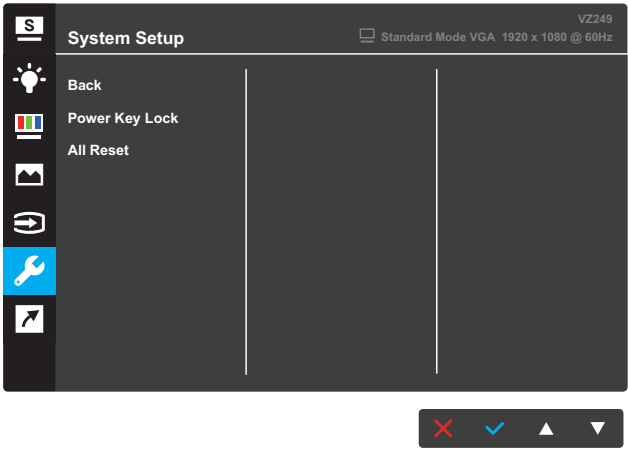 S
VZ249
System Setup
Standard Mode VGA 1920 x 1080 @ 60Hz
Back
Power Key Lock
All Reset